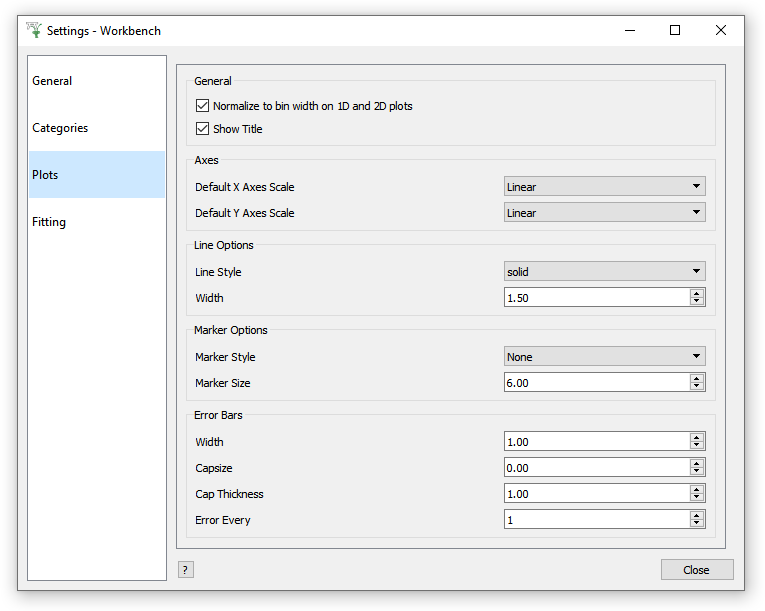 Settings - Workbench
General
Categories
Plots
Fitting
General
Normalize to bin width on 1D and 2D plots
Show Title
Axes
Default X Axes Scale Linear
Default Y Axes Scale Linear
Line Options
Line Style solid
Width 1.50
Marker Options
Marker Style None
Marker Size 6.00
Error Bars
Width 1.00
Capsize 0.00
Cap Thickness 1.00
Error Every 1
? Close